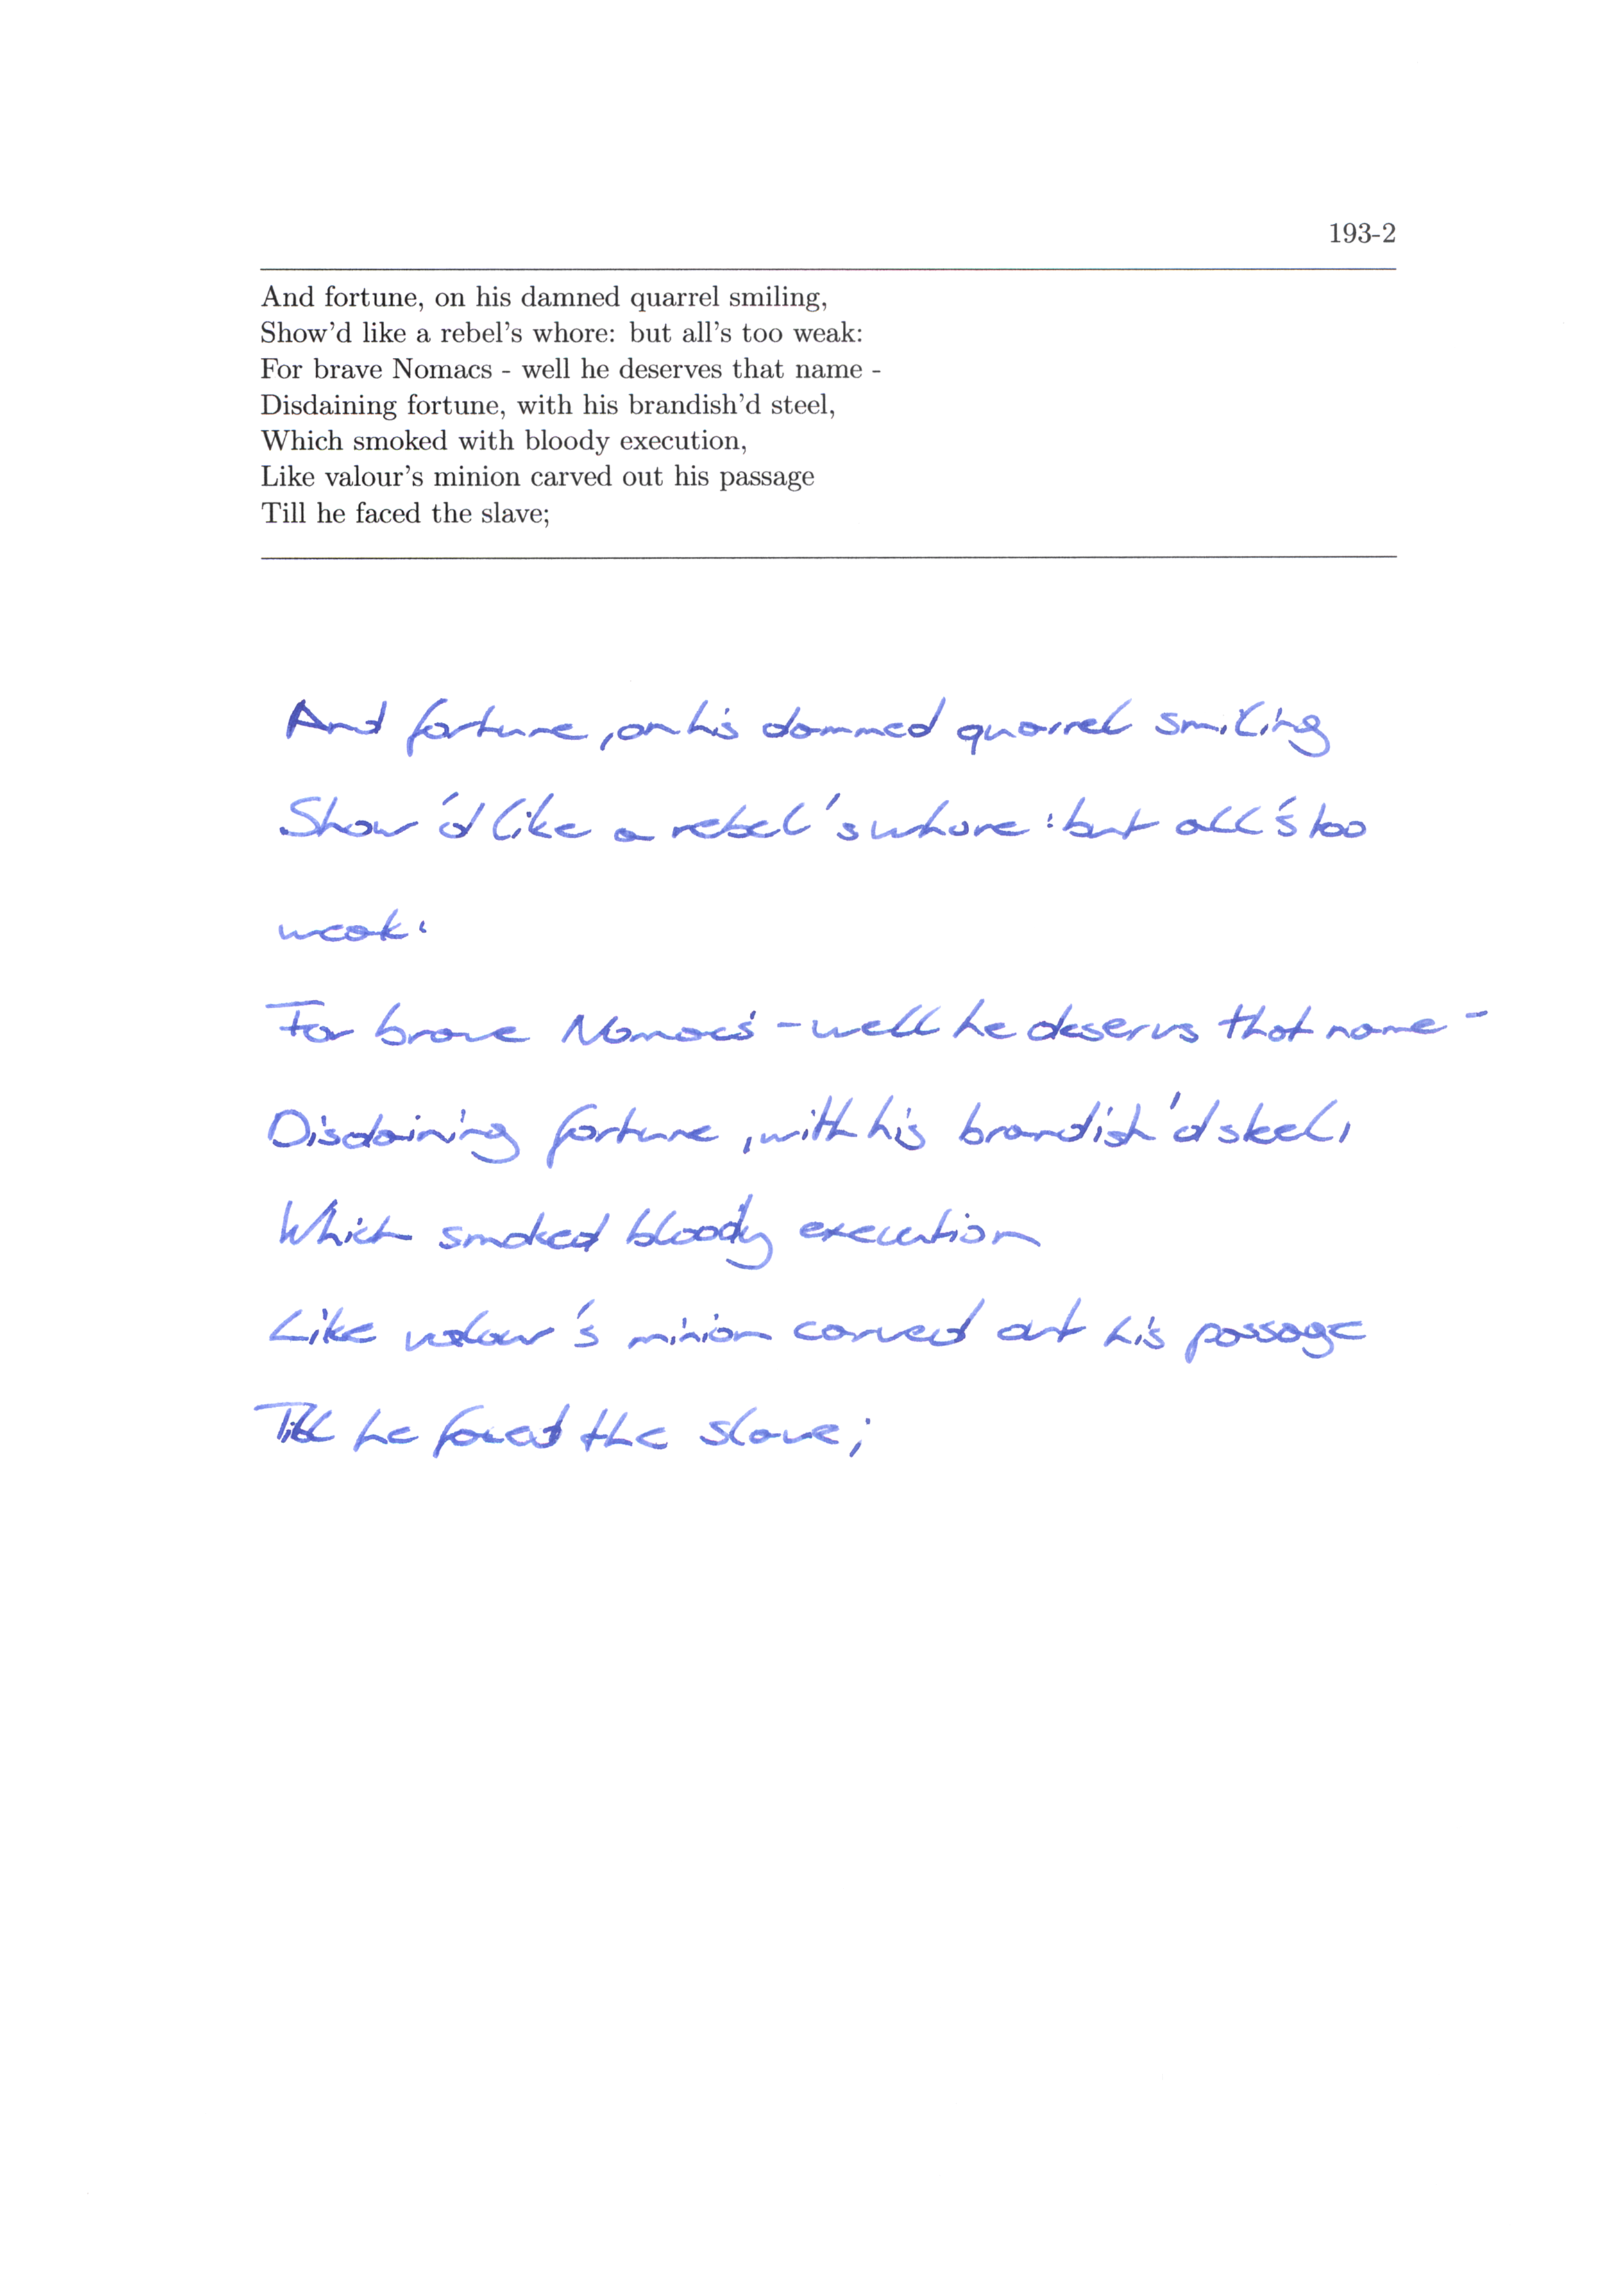 193-2
And fortune, on his damned quarrel smiling,
Show'd like a rebel's whore: but all's too weak:
For brave Nomacs - well he deserves that name -
Disdaining fortune, with his brandish'd steel,
Which smoked with bloody execution,
Like valour's minion carved out his passage
Till he faced the slave;
And fortune, on his dammed quarrel smiling
Show'd like a rebel's whore: but all's too
weak:
For brave Nomacs - well he deservs that name -
Disdaining fortune, with his brandish'd steel,
Which smoked bloody execution
Like valour's minion carved out his passage
Till he faced the slave;